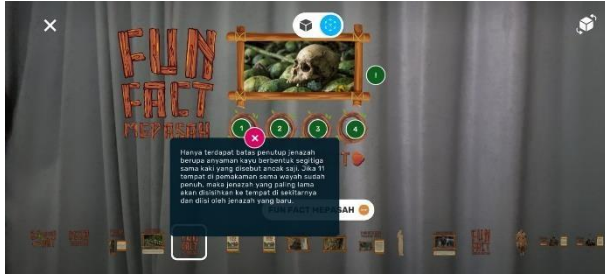 FUN
FACT
MEPASAH
1 2 3 4
Hanya terdapat batas penutup jenazah
berupa anyaman kayu berbentuk segitiga
sama kaki yang disebut ancak saji. Jika 11
tempat di pemakaman sema wayah sudah
penuh, maka jenazah yang paling lama
akan disisihkan ke tempat di sekitarnya
dan diisi oleh jenazah yang baru.
FUN FACT MEPASAH